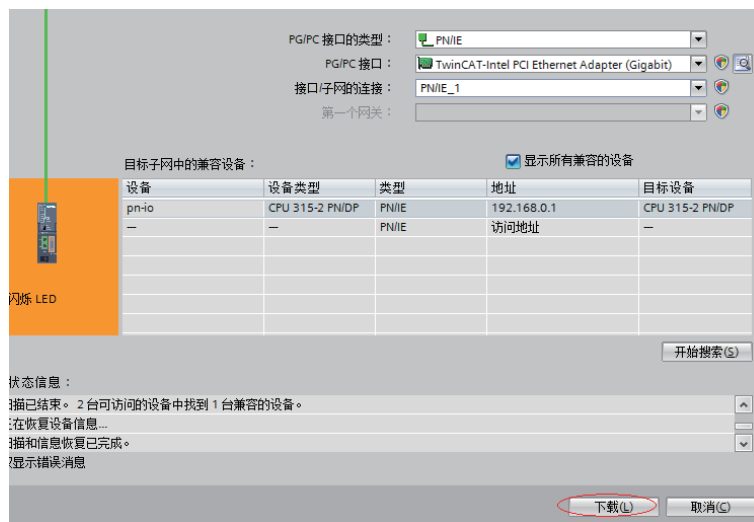 PG/PC 接口的类型： PN/IE
PG/PC 接口： TwinCAT-Intel PCI Ethernet Adapter (Gigabit)
接口/子网的连接： PN/IE_1
第一个网关：
目标子网中的兼容设备： 显示所有兼容的设备
设备 设备类型 类型 地址 目标设备
pn-io CPU 315-2 PN/DP PN/IE 192.168.0.1 CPU 315-2 PN/DP
— — PN/IE 访问地址 —
闪烁 LED
开始搜索(S)
状态信息：
扫描已结束。 2 台可访问的设备中找到 1 台兼容的设备。
正在恢复设备信息...
扫描和信息恢复已完成。
仅显示错误消息
下载(L) 取消(C)